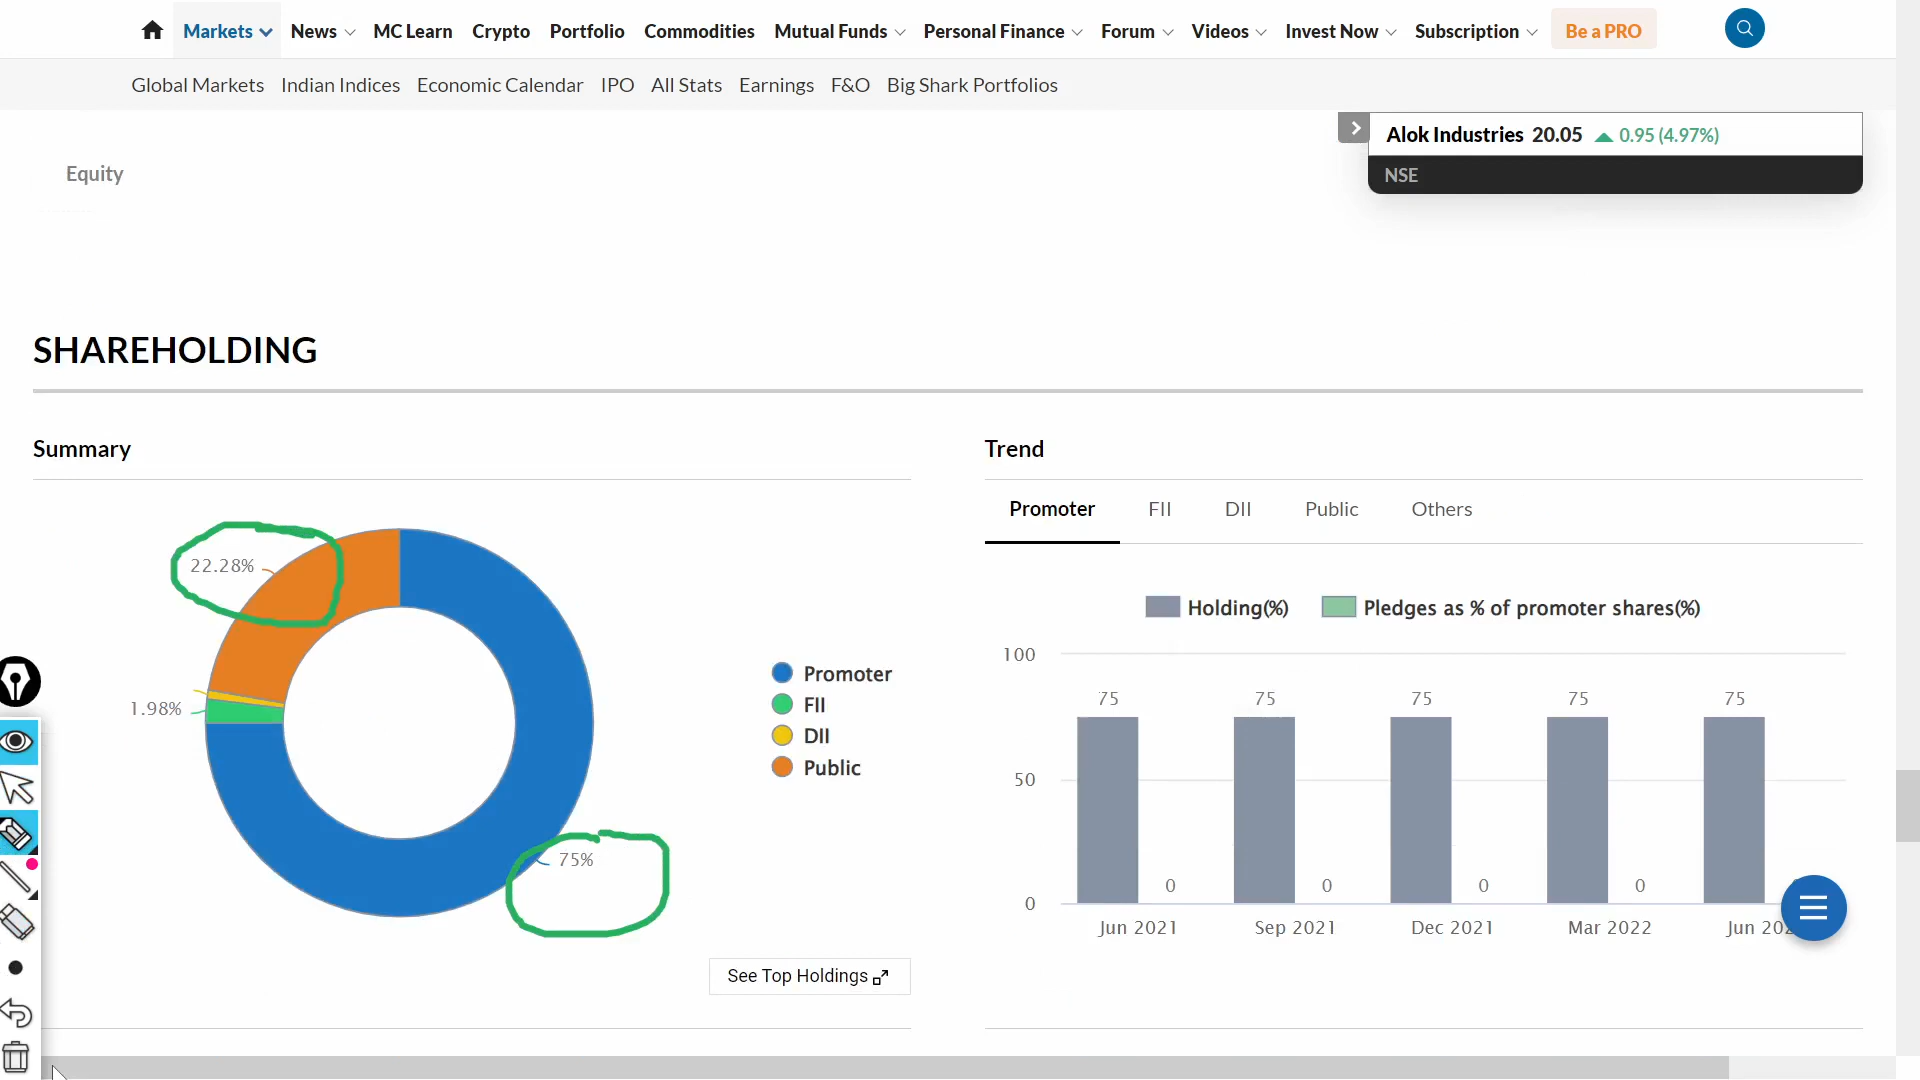 Markets News MC Learn Crypto Portfolio Commodities Mutual Funds Personal Finance Forum Videos Invest Now Subscription Be a PRO
Global Markets Indian Indices Economic Calendar IPO All Stats Earnings F&O Big Shark Portfolios
Alok Industries 20.05 0.95 (4.97%)
NSE
Equity
SHAREHOLDING
Summary
22.28%
1.98%
75%
Promoter
FII
DII
Public
See Top Holdings
Trend
Promoter FII DII Public Others
Holding(%) Pledges as % of promoter shares(%)
100
50
0
75 75 75 75 75
0 0 0 0
Jun 2021 Sep 2021 Dec 2021 Mar 2022 Jun